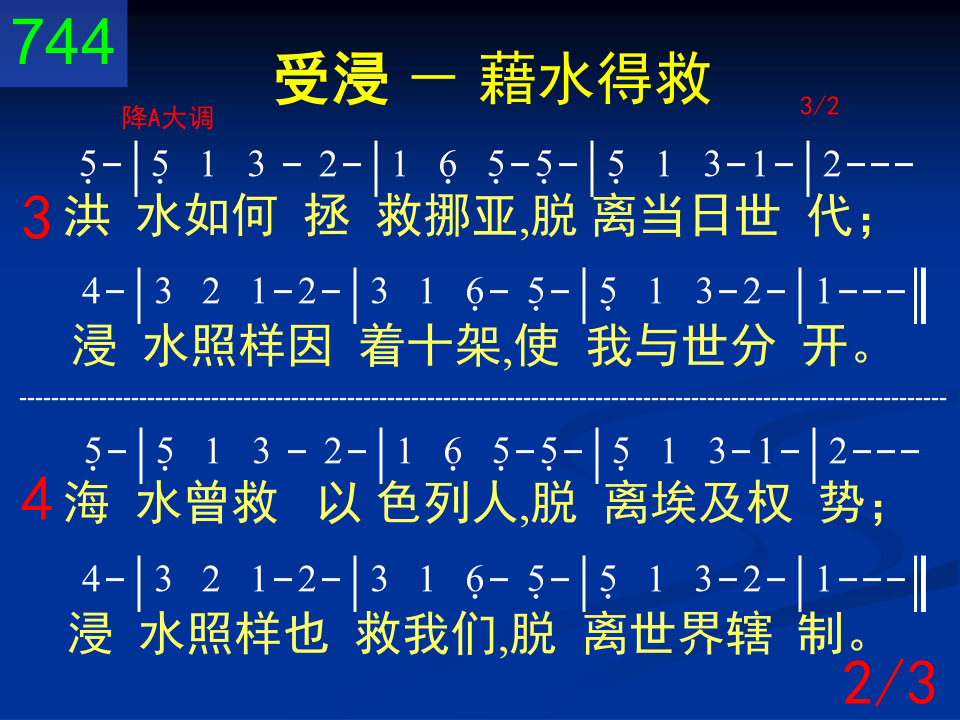 744
受浸 － 藉水得救
降A大调 3/2
5̣-|5̣ 1 3 - 2-|1 6̣ 5̣-5̣-|5̣ 1 3-1-|2---
3 洪 水如何 拯 救挪亚,脱 离当日世 代；
4-|3 2 1-2-|3 1 6̣- 5̣-|5̣ 1 3-2-|1---‖
浸 水照样因 着十架,使 我与世分 开。
5̣-|5̣ 1 3 - 2-|1 6̣ 5̣-5̣-|5̣ 1 3-1-|2---
4 海 水曾救 以 色列人,脱 离埃及权 势；
4-|3 2 1-2-|3 1 6̣- 5̣-|5̣ 1 3-2-|1---‖
浸 水照样也 救我们,脱 离世界辖 制。
2/3